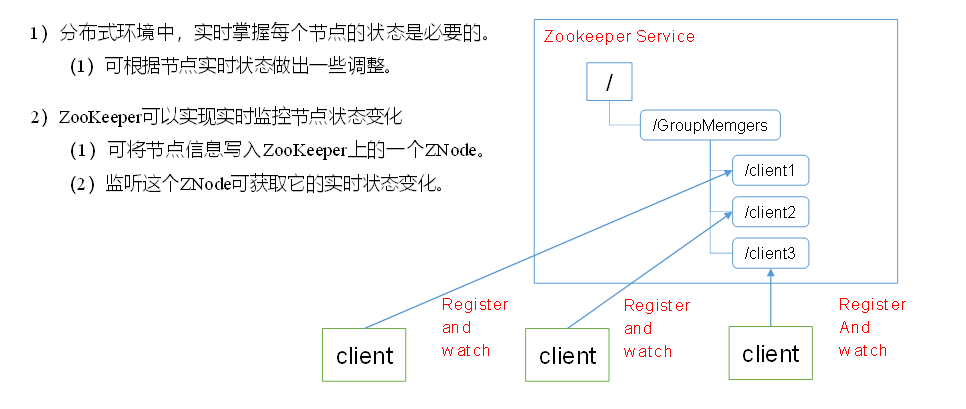 1）分布式环境中，实时掌握每个节点的状态是必要的。
（1）可根据节点实时状态做出一些调整。
2）ZooKeeper可以实现实时监控节点状态变化
（1）可将节点信息写入ZooKeeper上的一个ZNode。
（2）监听这个ZNode可获取它的实时状态变化。
Zookeeper Service
/
/GroupMemgers
/client1
/client2
/client3
Register
and
watch
Register
and
watch
Register
And
watch
client
client
client